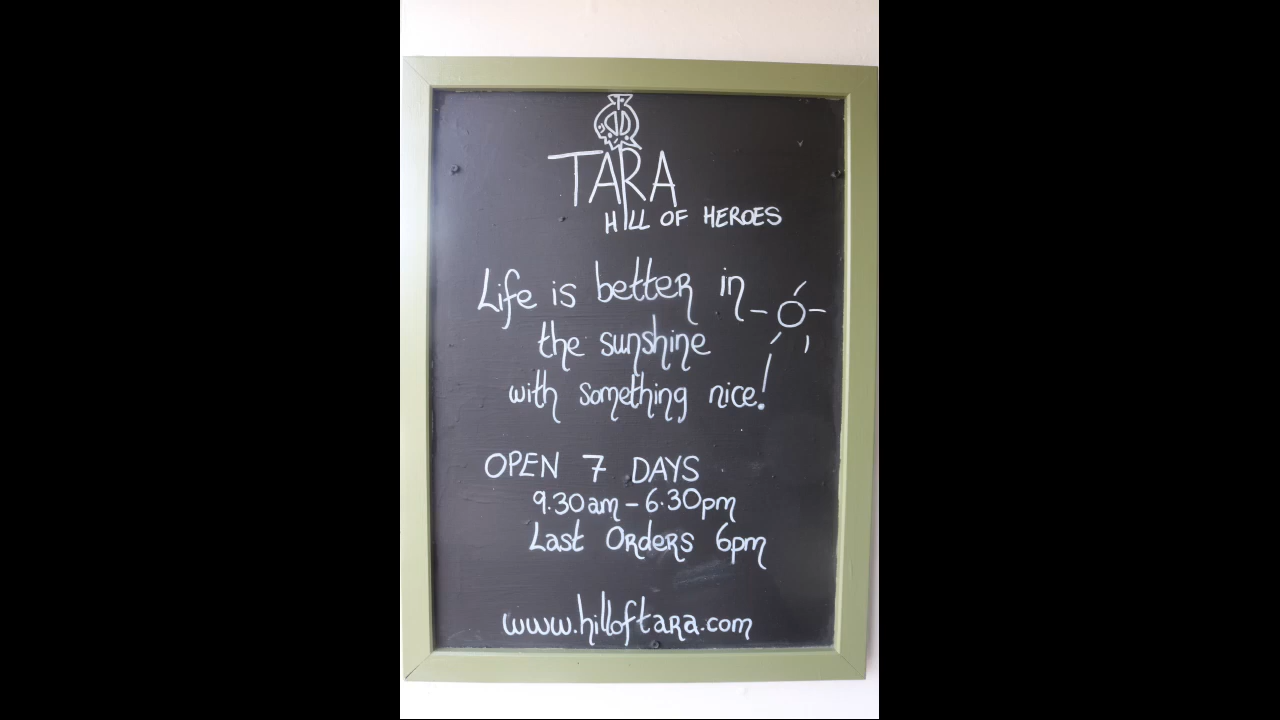 TARA
HILL OF HEROES
Life is better in
the sunshine
with something nice!
OPEN 7 DAYS
9.30am - 6.30pm
Last Orders 6pm
www.hilloftara.com